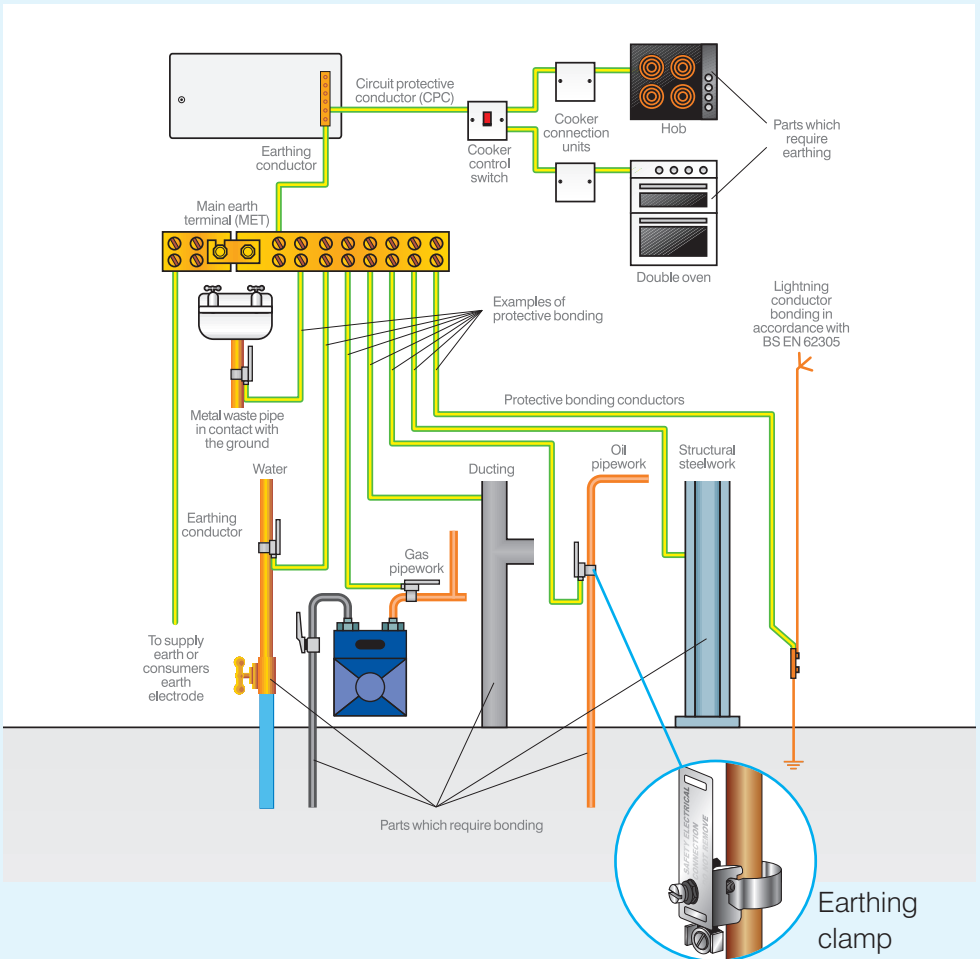 Circuit protective
conductor (CPC)
Earthing
conductor
Cooker
control
switch
Cooker
connection
units
Hob
Parts which
require
earthing
Main earth
terminal (MET)
Double oven
Examples of
protective bonding
Lightning
conductor
bonding in
accordance with
BS EN 62305
Metal waste pipe
in contact with
the ground
Protective bonding conductors
Water
Ducting
Oil
pipework
Structural
steelwork
Earthing
conductor
Gas
pipework
To supply
earth or
consumers
earth
electrode
Parts which require bonding
SAFETY ELECTRICAL
CONNECTION
DO NOT REMOVE
Earthing
clamp